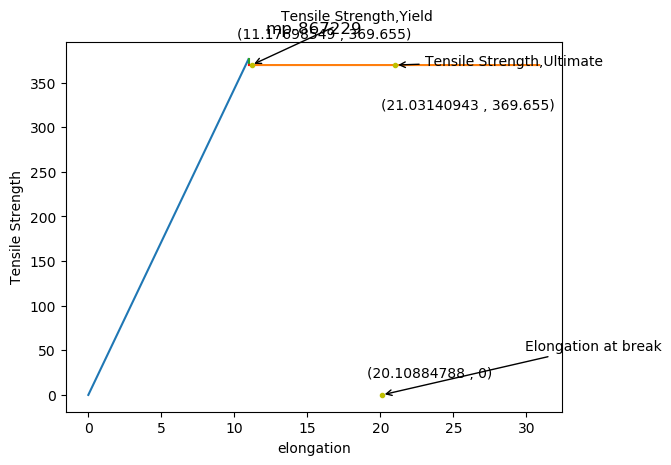 Tensile Strength,Yield
mp-867229
(11.17698549 , 369.655)
Tensile Strength,Ultimate
(21.03140943 , 369.655)
Elongation at break
(20.10884788 , 0)
Tensile Strength
350
300
250
200
150
100
50
0
0 5 10 15 20 25 30
elongation